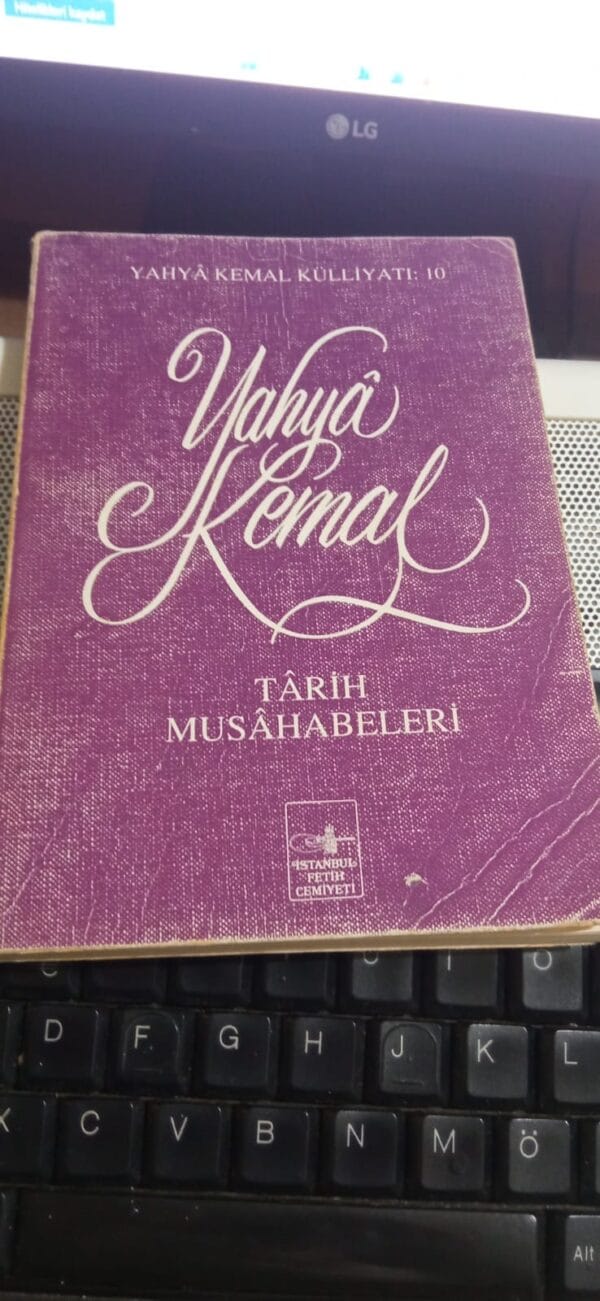 LG
YAHYÂ KEMAL KÜLLİYATI: 10
Yahyâ
Kemal
TÂRİH
MUSÂHABELERİ
İSTANBUL
FETİH
CEMİYETİ
D F G H J K L
X C V B N M Ö
Alt